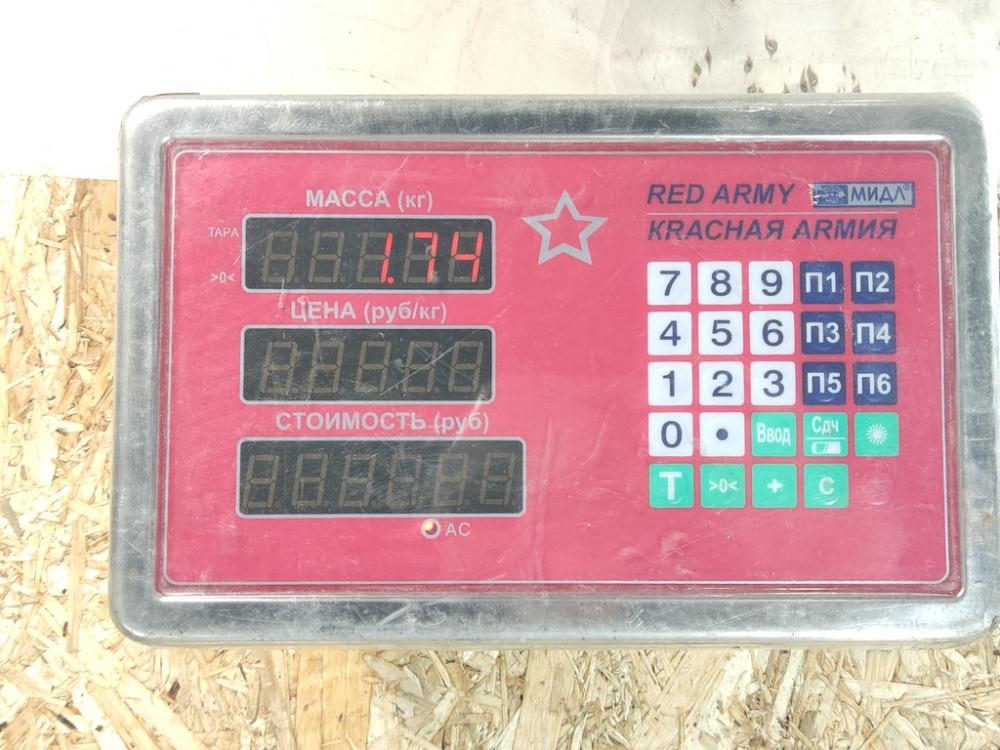 МАССА (кг)
ТАРА
>0<
1.74
ЦЕНА (руб/кг)
СТОИМОСТЬ (руб)
AC
RED ARMY МИДЛ
КRАСНАЯ АRМИЯ
7 8 9 П1 П2
4 5 6 П3 П4
1 2 3 П5 П6
0 • Ввод Сдч
T >0< + C